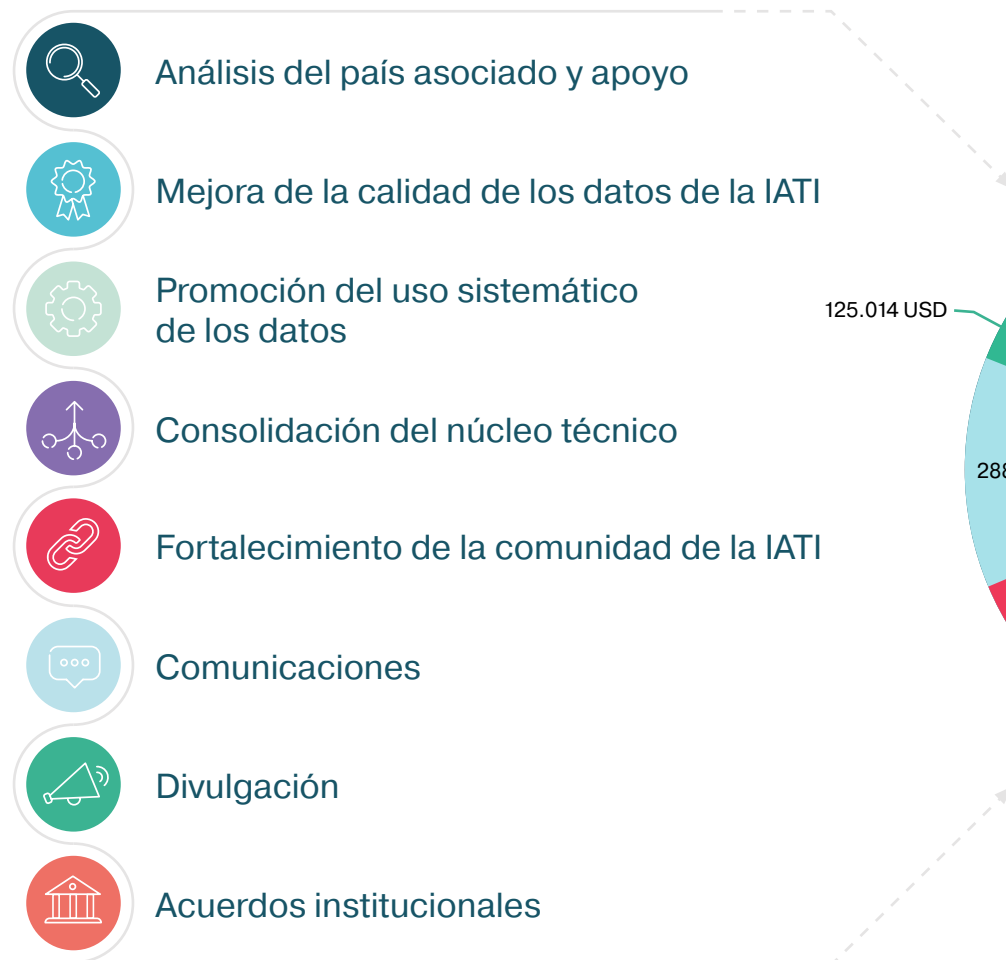 Análisis del país asociado y apoyo
Mejora de la calidad de los datos de la IATI
Promoción del uso sistemático
de los datos
125.014 USD
Consolidación del núcleo técnico
288
Fortalecimiento de la comunidad de la IATI
Comunicaciones
Divulgación
Acuerdos institucionales